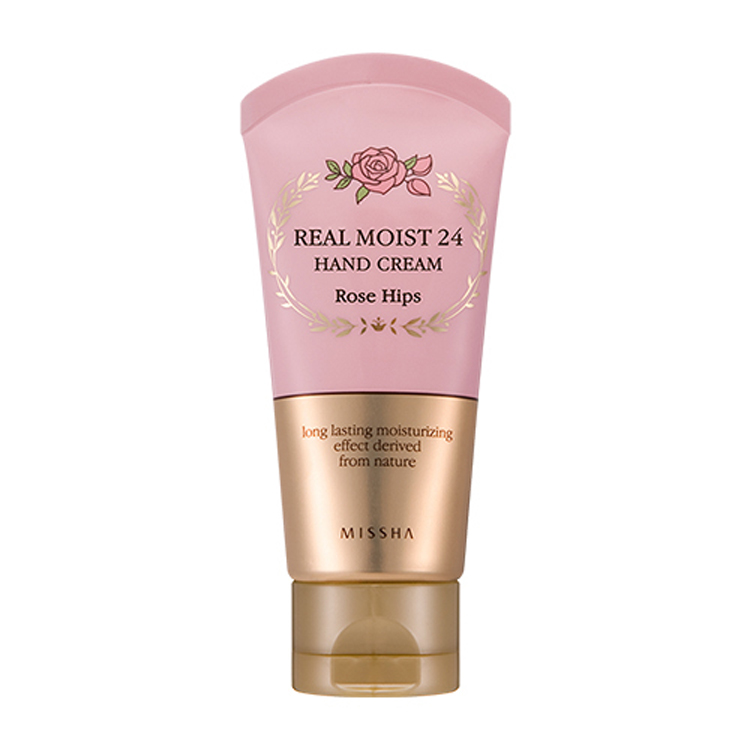 REAL MOIST 24
HAND CREAM
Rose Hips
long lasting moisturizing
effect derived
from nature
MISSHA